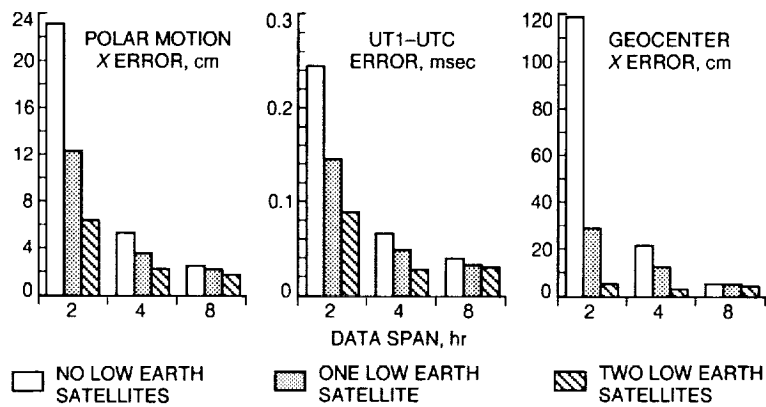 POLAR MOTION
X ERROR, cm
24
20
16
12
8
4
0
2 4 8
UT1–UTC
ERROR, msec
0.3
0.2
0.1
0
2 4 8
GEOCENTER
X ERROR, cm
120
100
80
60
40
20
0
2 4 8
DATA SPAN, hr
NO LOW EARTH
SATELLITES
ONE LOW EARTH
SATELLITE
TWO LOW EARTH
SATELLITES